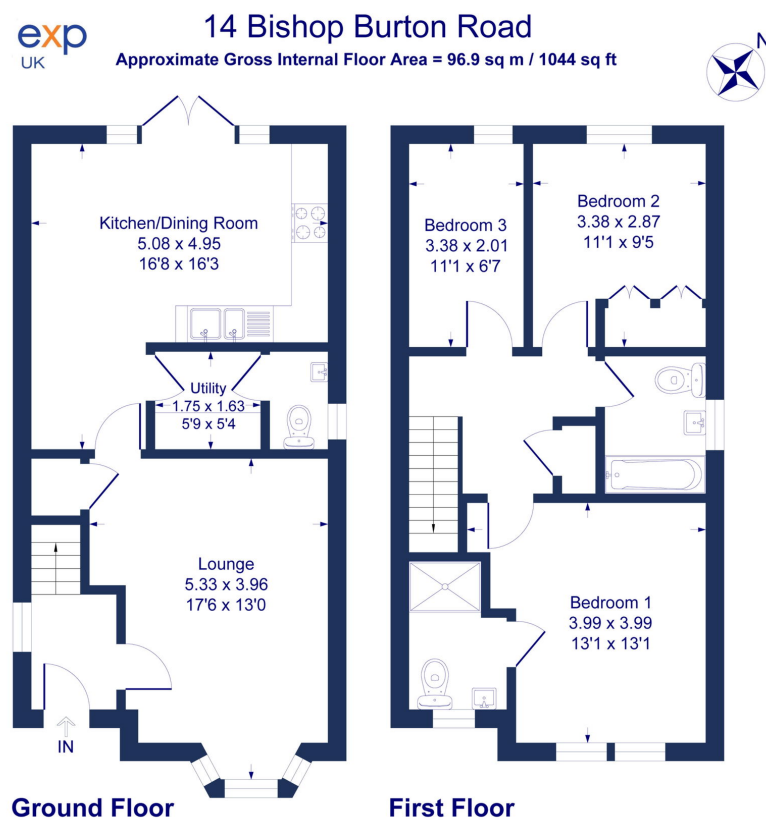 exp
UK
14 Bishop Burton Road
Approximate Gross Internal Floor Area = 96.9 sq m / 1044 sq ft
N
Kitchen/Dining Room
5.08 x 4.95
16'8 x 16'3
Utility
1.75 x 1.63
5'9 x 5'4
Lounge
5.33 x 3.96
17'6 x 13'0
IN
Ground Floor
Bedroom 3
3.38 x 2.01
11'1 x 6'7
Bedroom 2
3.38 x 2.87
11'1 x 9'5
Bedroom 1
3.99 x 3.99
13'1 x 13'1
First Floor